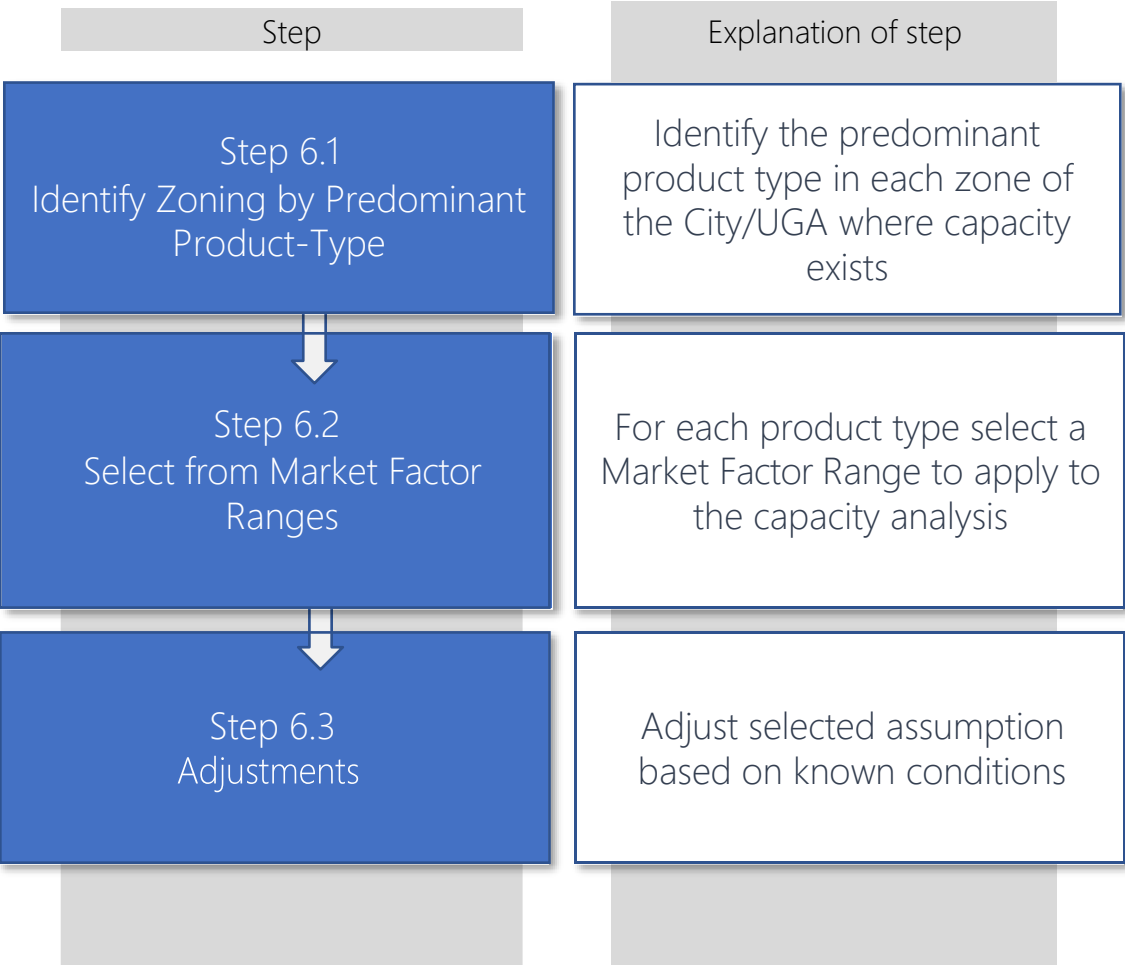 Step
Explanation of step
Step 6.1
Identify Zoning by Predominant
Product-Type
Identify the predominant
product type in each zone of
the City/UGA where capacity
exists
Step 6.2
Select from Market Factor
Ranges
For each product type select a
Market Factor Range to apply to
the capacity analysis
Step 6.3
Adjustments
Adjust selected assumption
based on known conditions